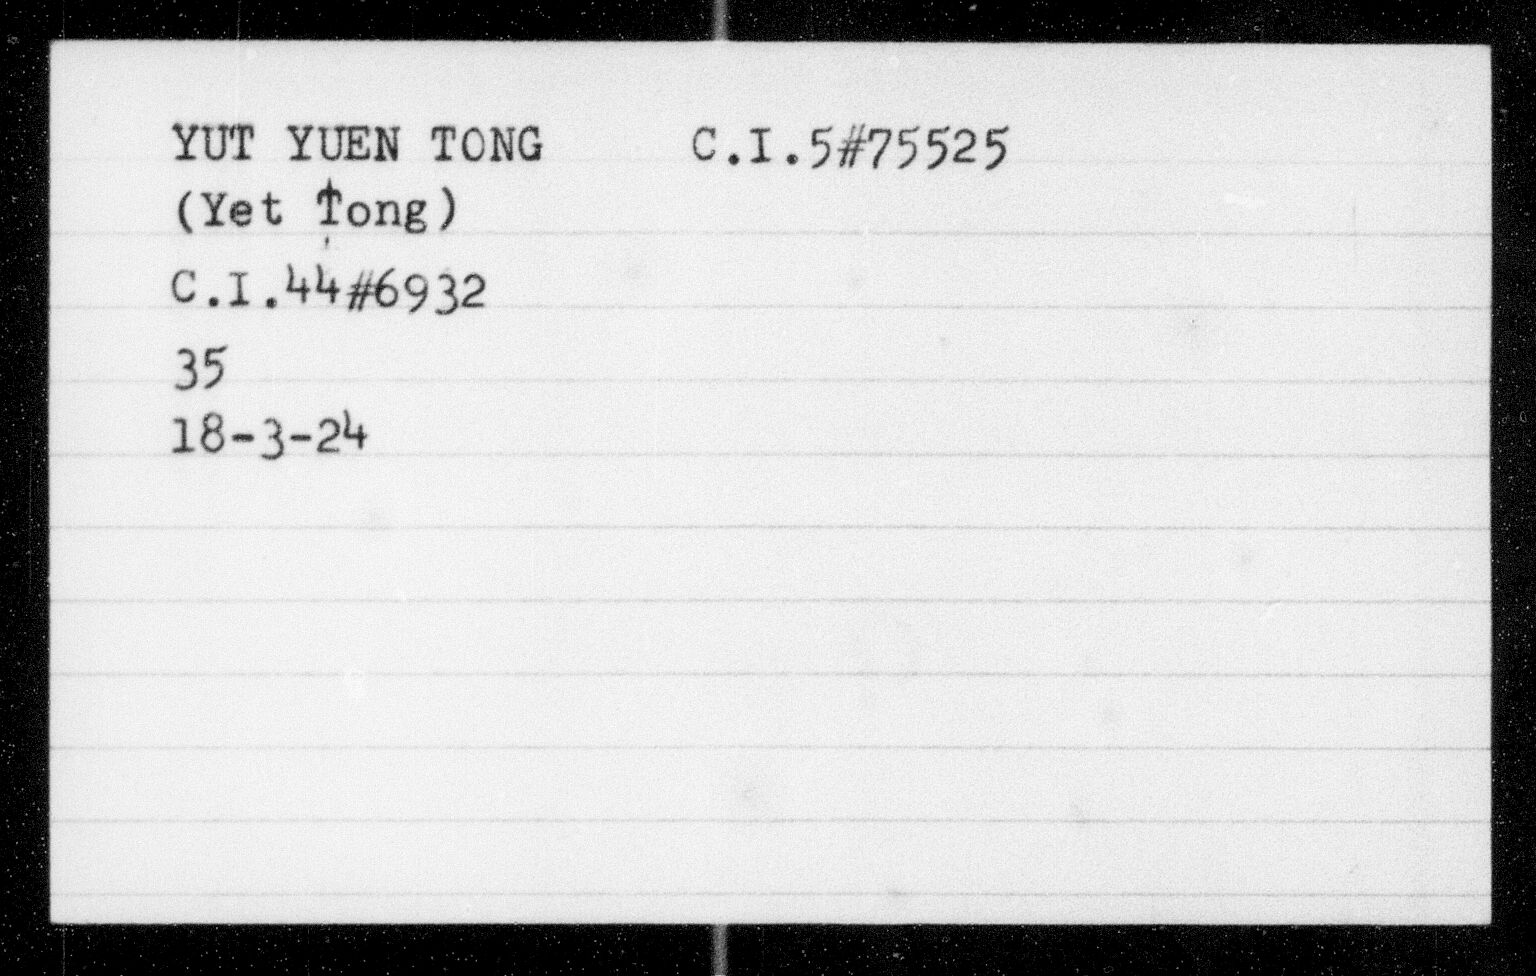 YUT YUEN TONG C.I.5#75525
(Yet Tong)
C.I.44#6932
35
18-3-24